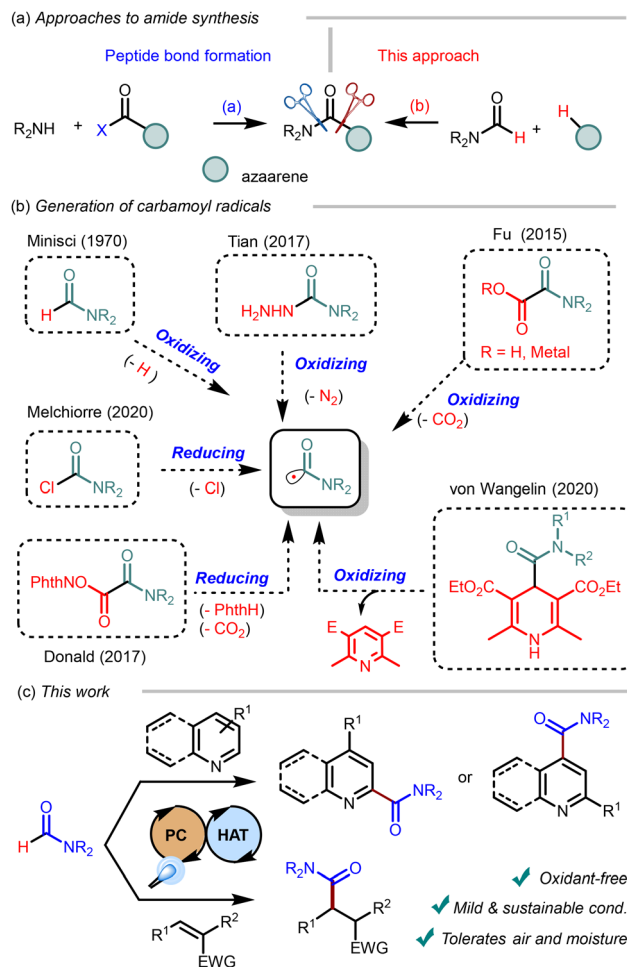 (a) Approaches to amide synthesis
Peptide bond formation
This approach
R₂NH + X O (a) R₂N O (b) R₂N O H + H
azaarene
(b) Generation of carbamoyl radicals
Minisci (1970)
Tian (2017)
Fu (2015)
O
H NR₂
O
H₂NHN NR₂
O
RO NR₂
O
R = H, Metal
Oxidizing
(- H)
Oxidizing
(- N₂)
Oxidizing
(- CO₂)
Melchiorre (2020)
O
Cl NR₂
Reducing
(- Cl)
O
NR₂
von Wangelin (2020)
O
PhthNO NR₂
O
Donald (2017)
Reducing
(- PhthH)
(- CO₂)
Oxidizing
E E
N
R¹
O N R²
EtO₂C CO₂Et
N
H
(c) This work
R¹
N
R¹
N NR₂
O
or
O NR₂
N R¹
O
H NR₂
PC HAT
R¹ R²
EWG
R₂N O
R¹ R²
EWG
Oxidant-free
Mild & sustainable cond.
Tolerates air and moisture